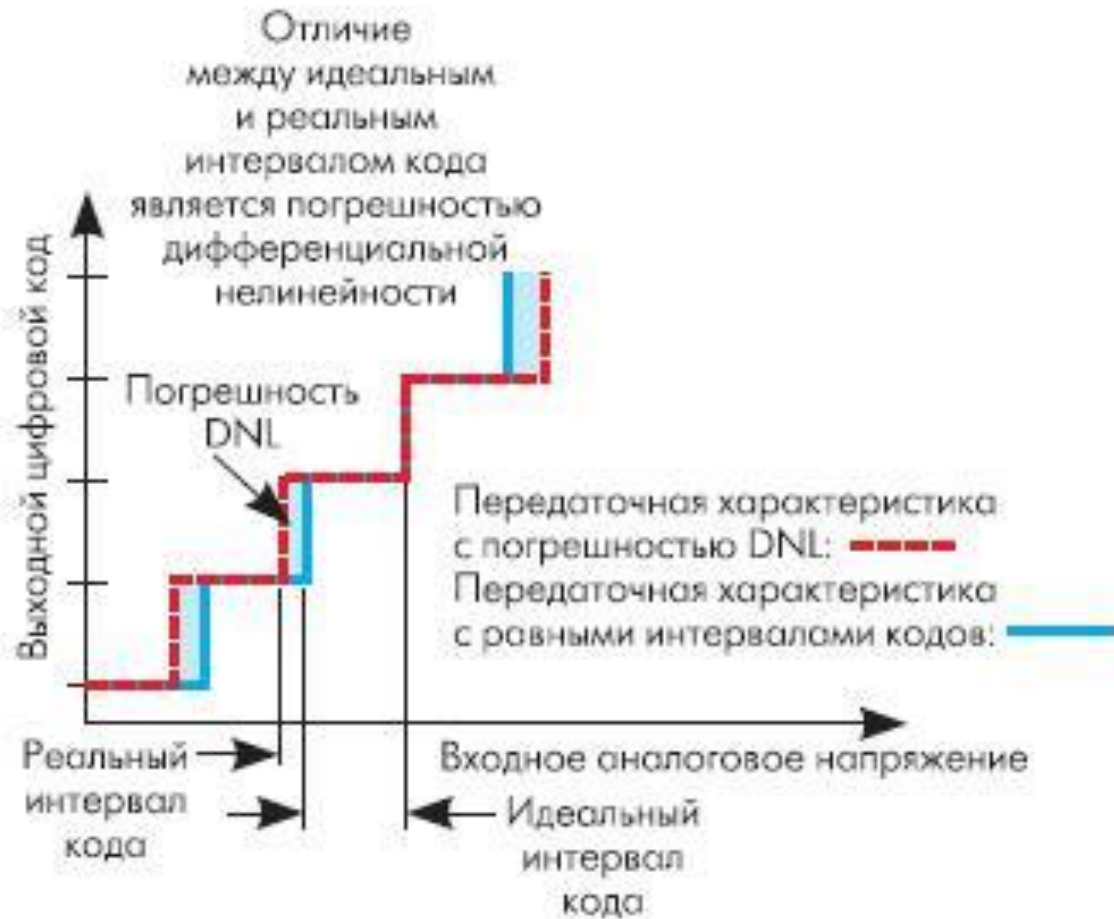 Отличие
между идеальным
и реальным
интервалом кода
является погрешностью
дифференциальной
нелинейности
Выходной цифровой код
Погрешность
DNL
Передаточная характеристика
с погрешностью DNL:
Передаточная характеристика
с равными интервалами кодов:
Реальный
интервал
кода
Входное аналоговое напряжение
Идеальный
интервал
кода